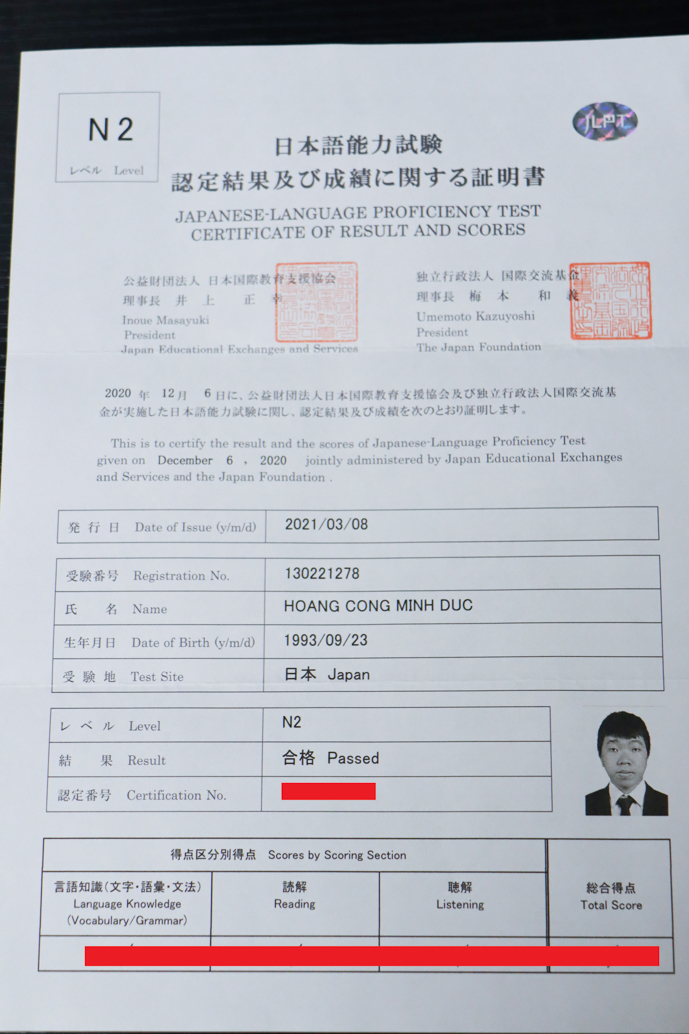 N2
レベル Level
JLPT
日本語能力試験
認定結果及び成績に関する証明書
JAPANESE-LANGUAGE PROFICIENCY TEST
CERTIFICATE OF RESULT AND SCORES
公益財団法人 日本国際教育支援協会
理事長 井上 正幸
Inoue Masayuki
President
Japan Educational Exchanges and Services
独立行政法人 国際交流基金
理事長 梅本 和義
Umemoto Kazuyoshi
President
The Japan Foundation
2020 年 12月 6日に、公益財団法人日本国際教育支援協会及び独立行政法人国際交流基
金が実施した日本語能力試験に関し、認定結果及び成績を次のとおり証明します。
This is to certify the result and the scores of Japanese-Language Proficiency Test
given on December 6 , 2020 jointly administered by Japan Educational Exchanges
and Services and the Japan Foundation .
発行日 Date of Issue (y/m/d) 2021/03/08
受験番号 Registration No. 130221278
氏名 Name HOANG CONG MINH DUC
生年月日 Date of Birth (y/m/d) 1993/09/23
受験地 Test Site 日本 Japan
レベル Level N2
結果 Result 合格 Passed
認定番号 Certification No.
得点区分別得点 Scores by Scoring Section
言語知識(文字・語彙・文法)
Language Knowledge
(Vocabulary/Grammar)
読解
Reading
聴解
Listening
総合得点
Total Score